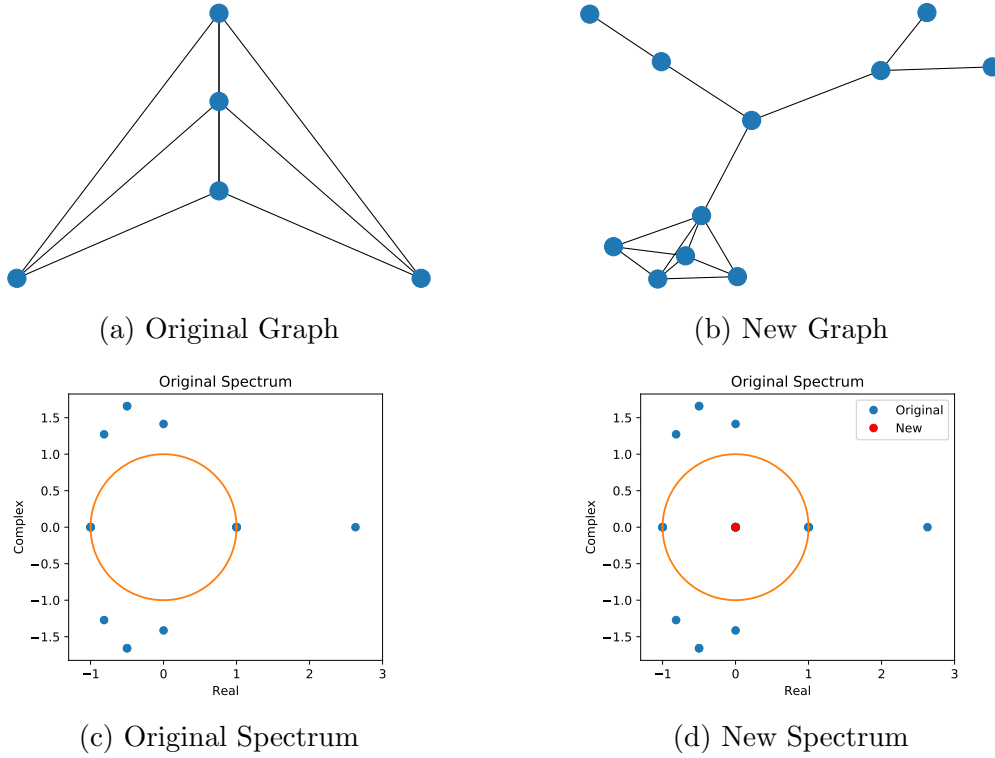 (a) Original Graph
(b) New Graph
Original Spectrum
1.5
1.0
0.5
0.0
−0.5
−1.0
−1.5
Complex
−1 0 1 2 3
Real
Original Spectrum
Original
New
1.5
1.0
0.5
0.0
−0.5
−1.0
−1.5
Complex
−1 0 1 2 3
Real
(c) Original Spectrum
(d) New Spectrum